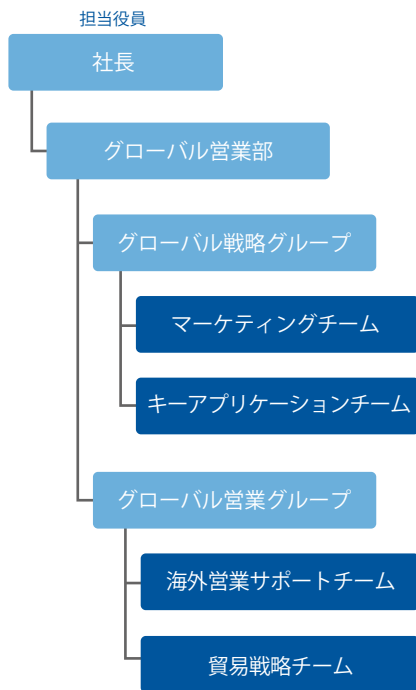 担当役員
社長
グローバル営業部
グローバル戦略グループ
マーケティングチーム
キーアプリケーションチーム
グローバル営業グループ
海外営業サポートチーム
貿易戦略チーム